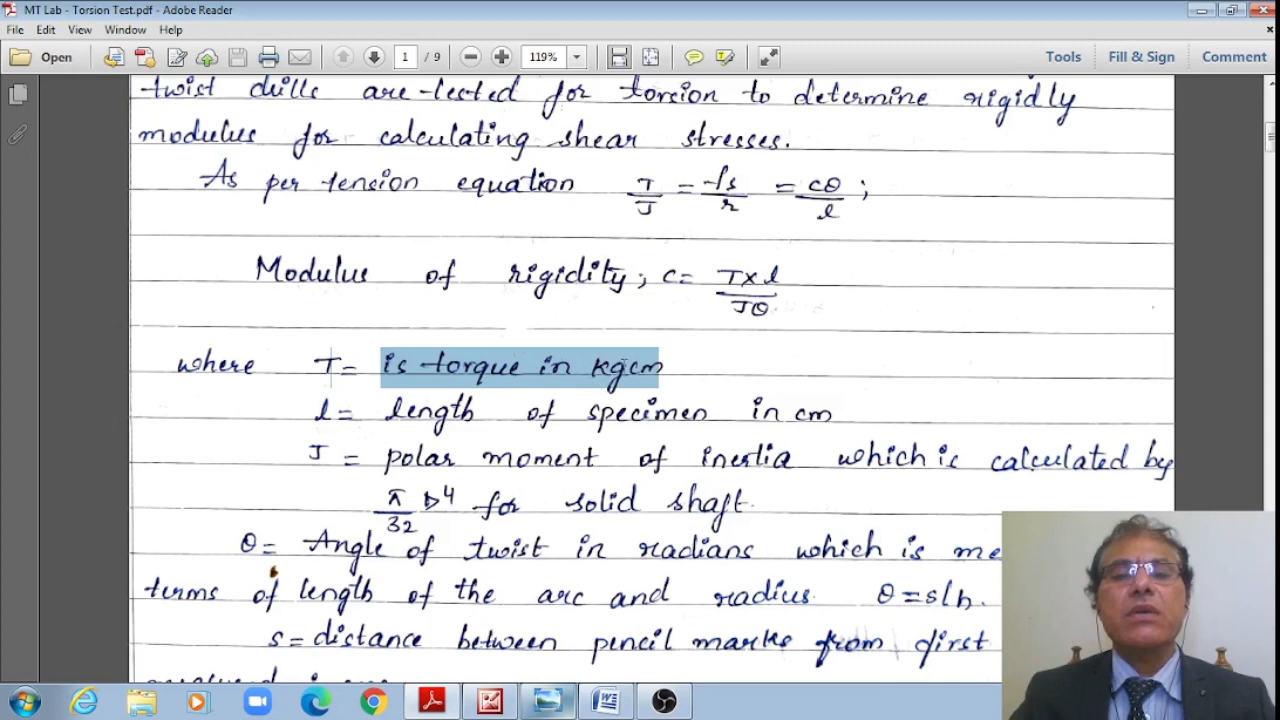 MT Lab - Torsion Test.pdf - Adobe Reader
File Edit View Window Help
Open 1 / 9 119% Tools Fill & Sign Comment
twist drills are tested for torsion to determine rigidly
modulus for calculating shear stresses.
As per tension equation T/J = fs/r = cθ/l ;
Modulus of rigidity; c= T×l/Jθ
where T= is torque in kgcm
l= length of specimen in cm
J = polar moment of inertia which is calculated by
π/32 D⁴ for solid shaft.
θ= Angle of twist in radians which is me
terms of length of the arc and radius. θ=s/h.
s= distance between pencil marks from first